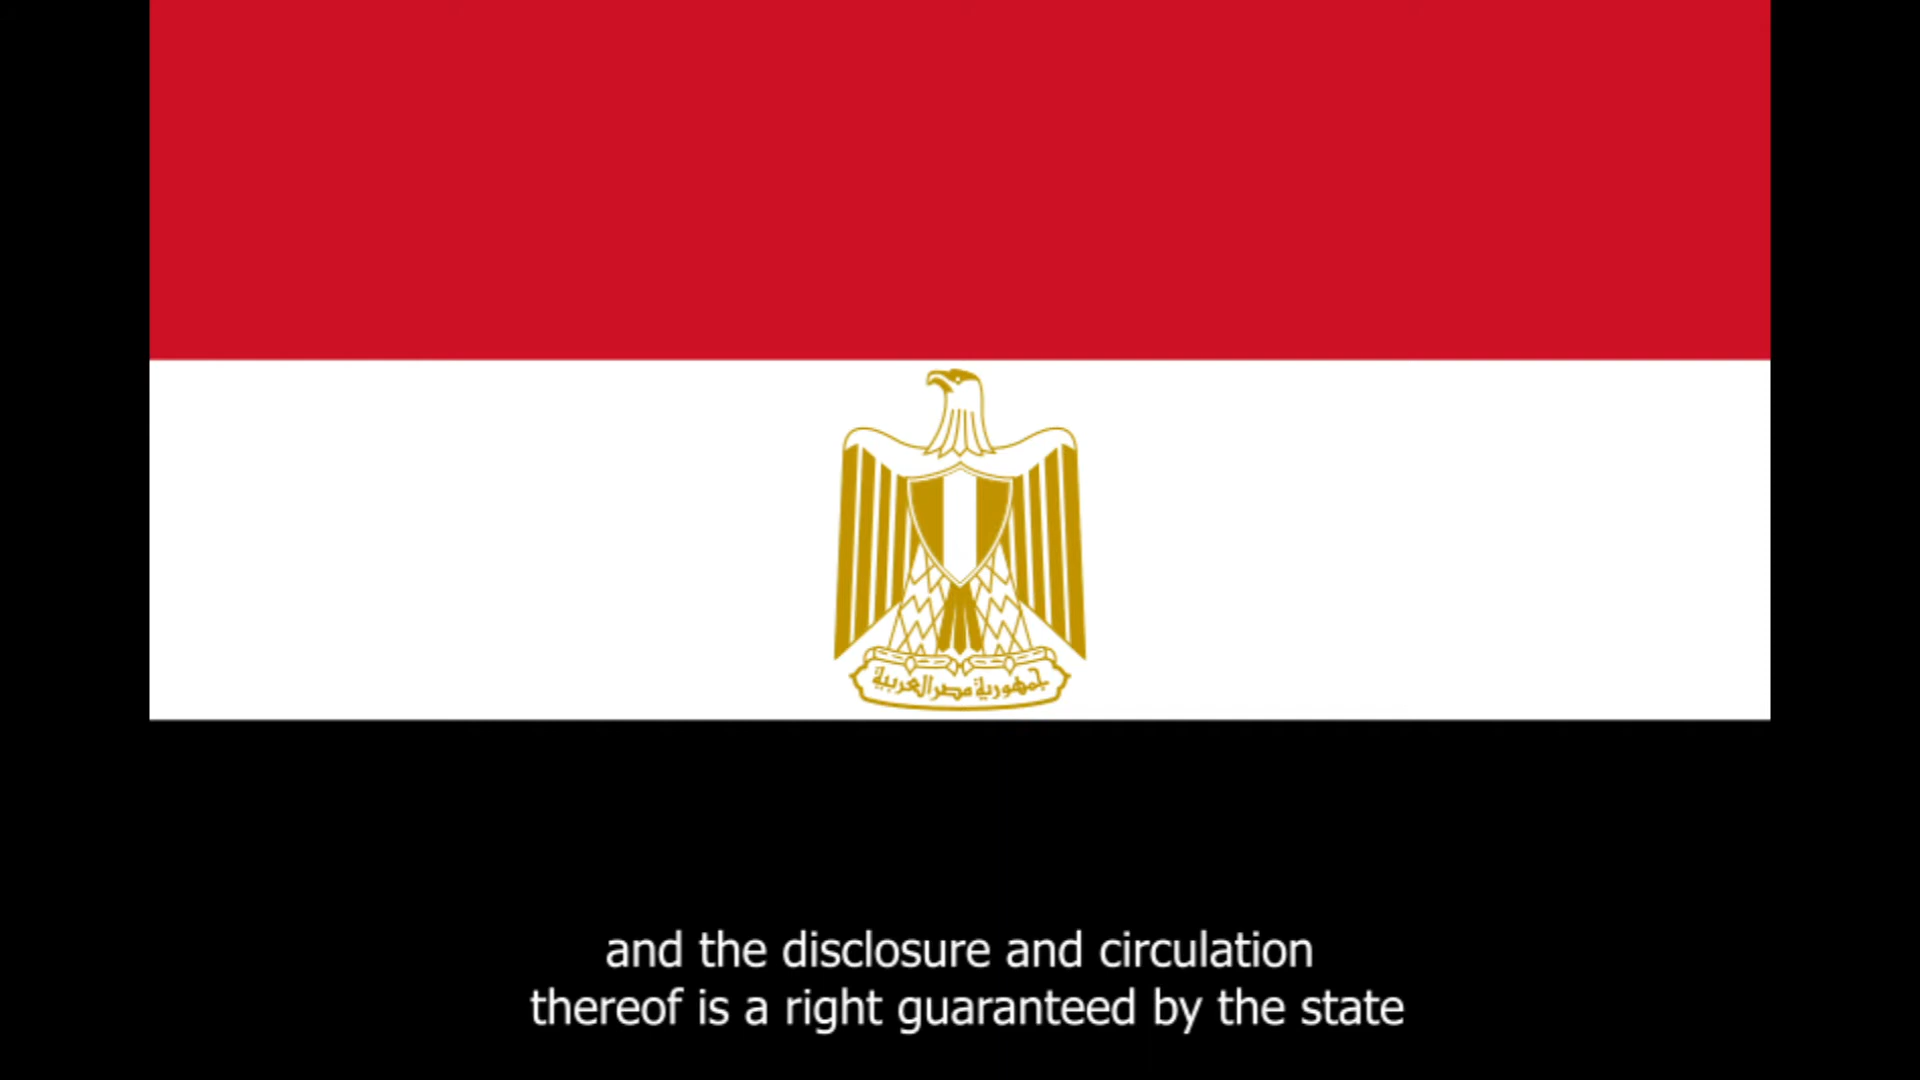 جمهورية مصر العربية
and the disclosure and circulation
thereof is a right guaranteed by the state